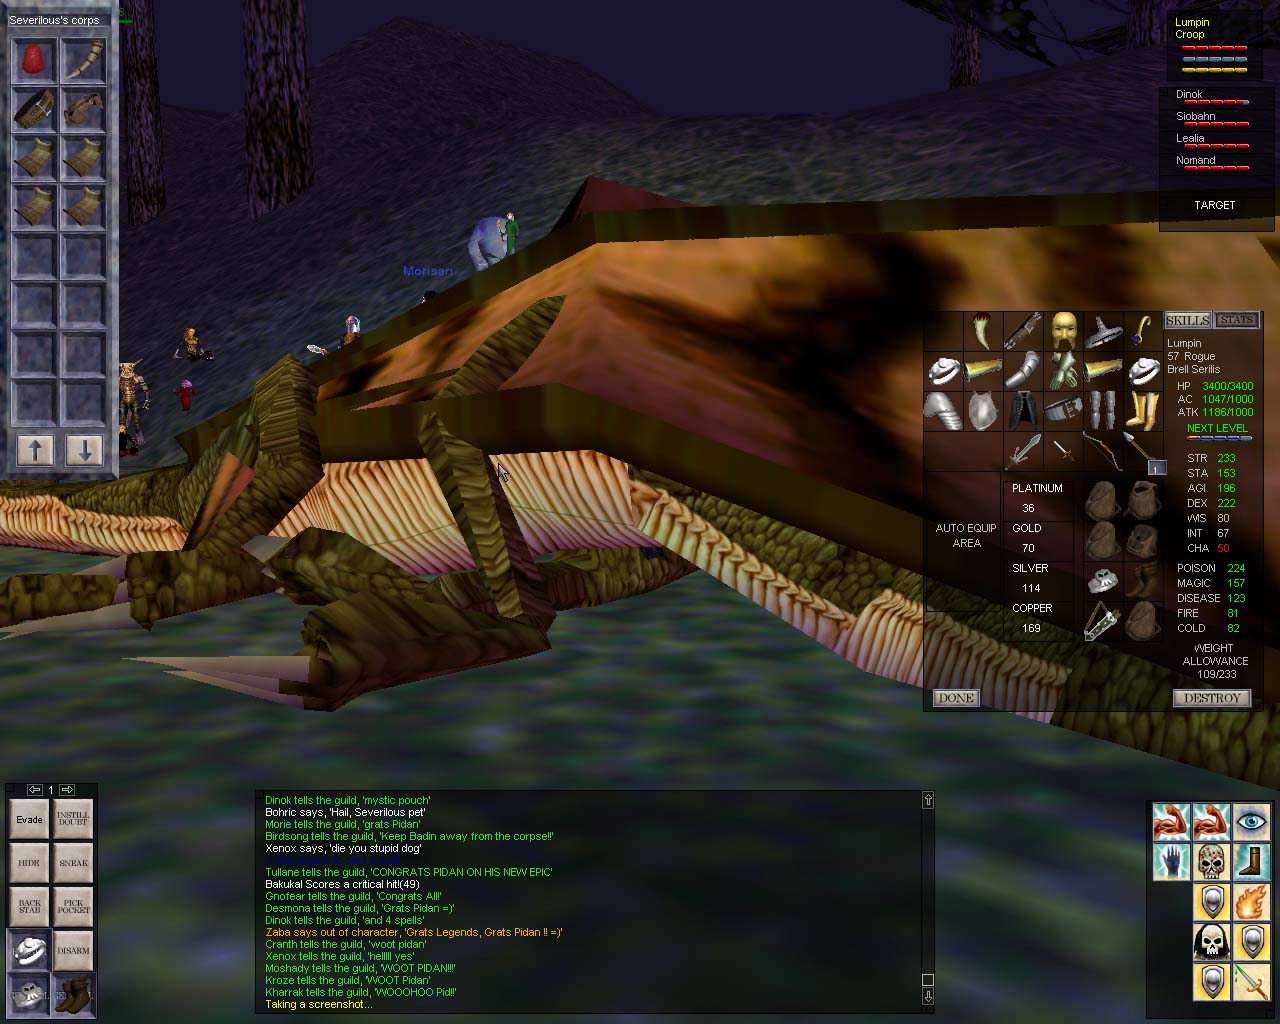 Severilous's corps
Lumpin
Croop
Dinok
Siobahn
Lealia
Nomand
TARGET
Morisan
SKILLS STATS
Lumpin
57 Rogue
Brell Serilis
HP 3400/3400
AC 1047/1000
ATK 1186/1000
NEXT LEVEL
STR 233
STA 153
AGI 196
DEX 222
WIS 80
INT 67
CHA 50
POISON 224
MAGIC 157
DISEASE 123
FIRE 81
COLD 82
WEIGHT
ALLOWANCE
109/233
1
PLATINUM
36
GOLD
70
SILVER
114
COPPER
169
AUTO EQUIP
AREA
DONE
DESTROY
1
Evade
INSTILL
DOUBT
HIDE
SNEAK
BACK
STAB
PICK
POCKET
DISARM
Dinok tells the guild, 'mystic pouch'
Bohric says, 'Hail, Severilous pet'
Morie tells the guild, 'grats Pidan'
Birdsong tells the guild, 'Keep Badin away from the corpse!!'
Xenox says, 'die you stupid dog'
Tullane tells the guild, 'CONGRATS PIDAN ON HIS NEW EPIC'
Bakukal Scores a critical hit!(49)
Gnofear tells the guild, 'Congrats All!'
Desmona tells the guild, 'Grats Pidan =)'
Dinok tells the guild, 'and 4 spells'
Zaba says out of character, 'Grats Legends, Grats Pidan !! =)'
Cranth tells the guild, 'woot pidan'
Xenox tells the guild, 'helllll yes'
Moshady tells the guild, 'WOOT PIDAN!!!'
Kroze tells the guild, 'WOOT Pidan'
Kharrak tells the guild, 'WOOOHOO Pid!!'
Taking a screenshot...